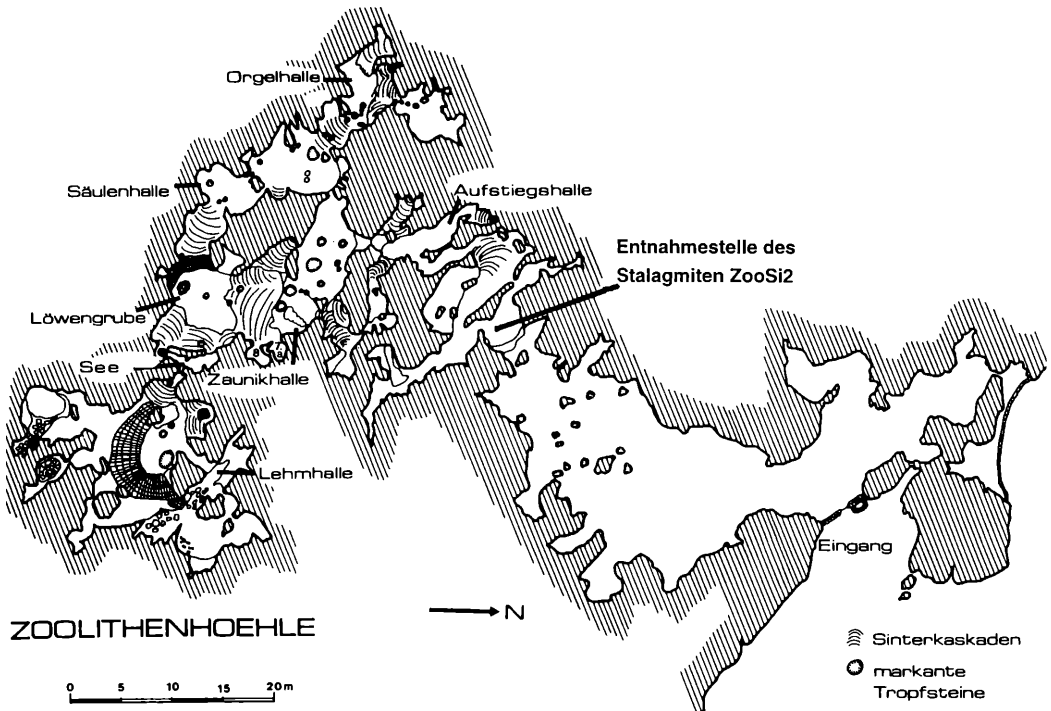 Orgelhalle
Säulenhalle
Aufstiegshalle
Entnahmestelle des
Stalagmiten ZooSi2
Löwengrube
See
Zaunikhalle
Lehmhalle
Eingang
N
ZOOLITHENHOEHLE
Sinterkaskaden
markante
Tropfsteine
0 5 10 15 20 m